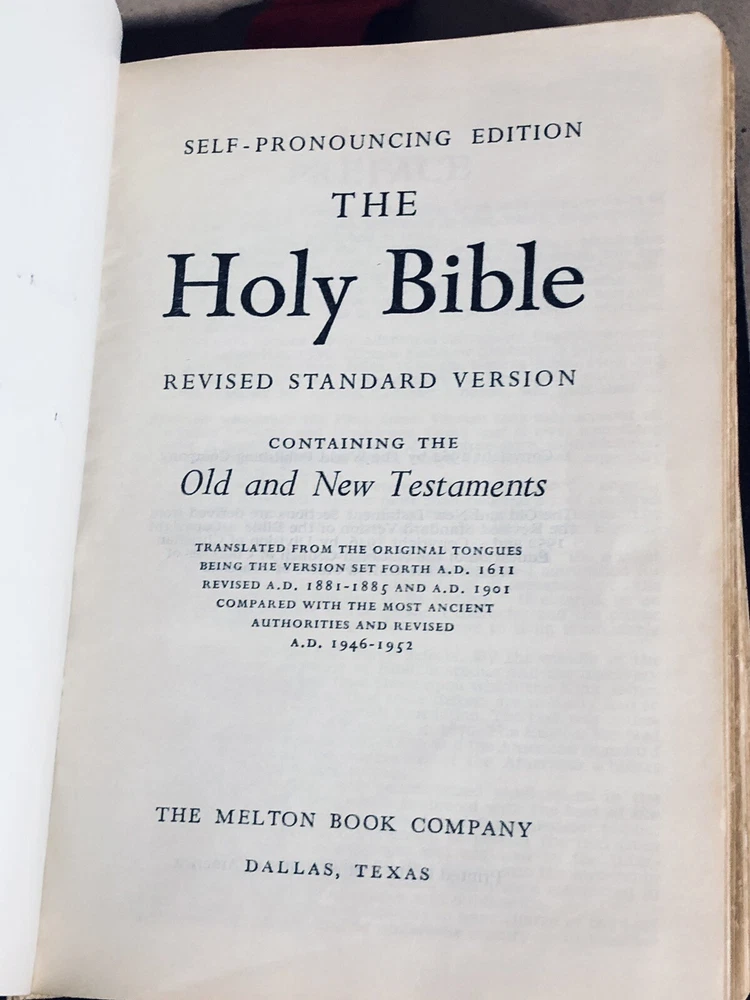 SELF-PRONOUNCING EDITION
THE
Holy Bible
REVISED STANDARD VERSION
CONTAINING THE
Old and New Testaments
TRANSLATED FROM THE ORIGINAL TONGUES
BEING THE VERSION SET FORTH A.D. 1611
REVISED A.D. 1881-1885 AND A.D. 1901
COMPARED WITH THE MOST ANCIENT
AUTHORITIES AND REVISED
A.D. 1946-1952
THE MELTON BOOK COMPANY
DALLAS, TEXAS